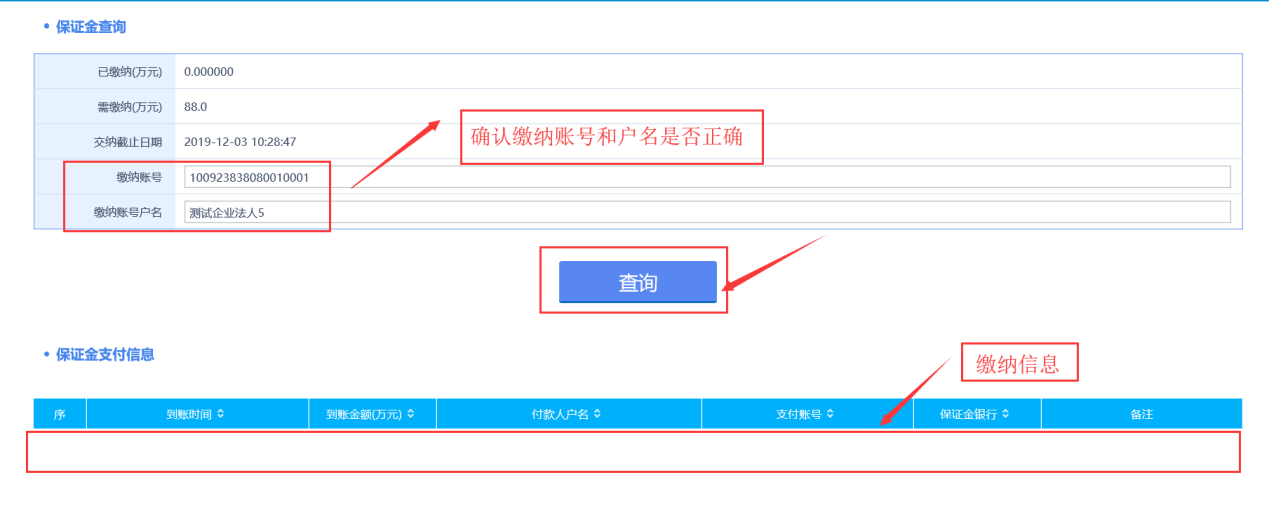 • 保证金查询
已缴纳(万元) 0.000000
需缴纳(万元) 88.0
交纳截止日期 2019-12-03 10:28:47
确认缴纳账号和户名是否正确
缴纳账号 100923838080010001
缴纳账号户名 测试企业法人5
查询
• 保证金支付信息
缴纳信息
序 到账时间 到账金额(万元) 付款人户名 支付账号 保证金银行 备注